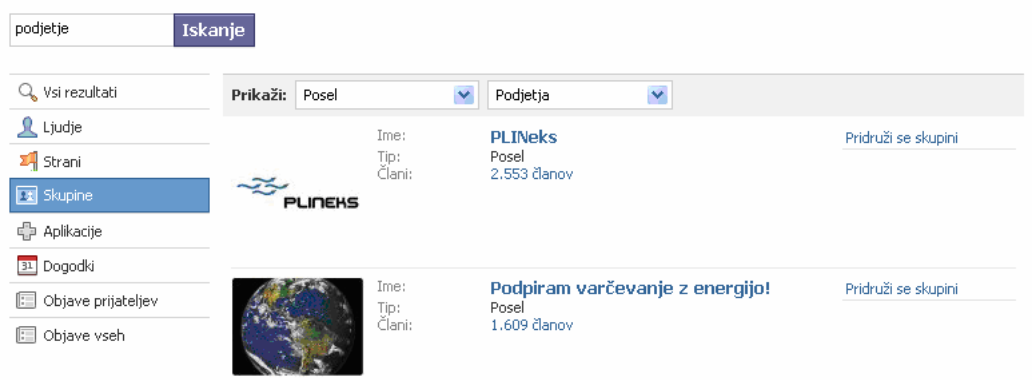 podjetje Iskanje
Vsi rezultati
Ljudje
Strani
Skupine
Aplikacije
31 Dogodki
Objave prijateljev
Objave vseh
Prikaži: Posel Podjetja
PLINEKS
Ime: PLINeks Pridruži se skupini
Tip: Posel
Člani: 2.553 članov
Ime: Podpiram varčevanje z energijo! Pridruži se skupini
Tip: Posel
Člani: 1.609 članov